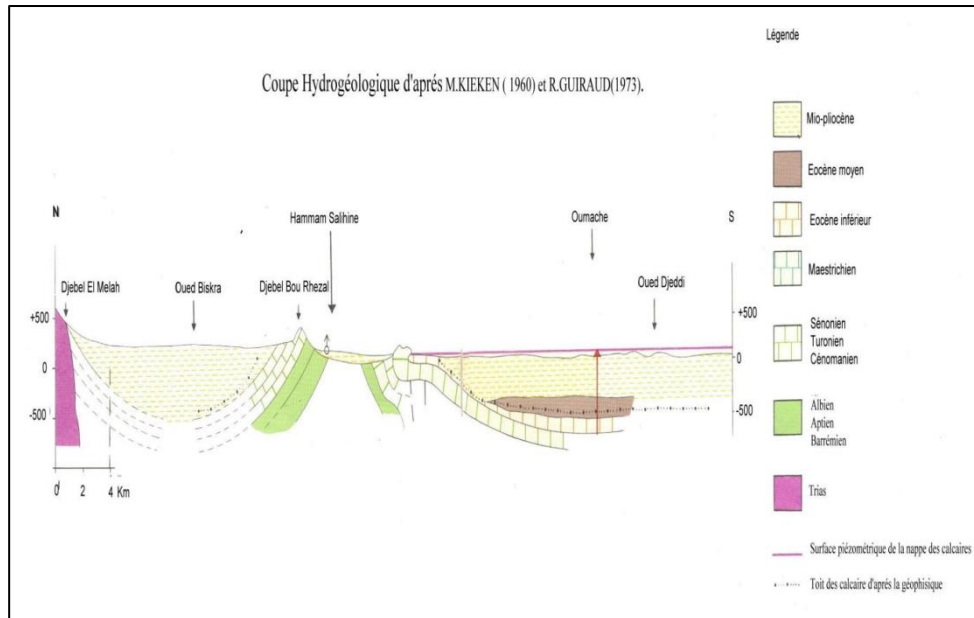 Légende
Coupe Hydrogéologique d'aprés M.KIEKEN ( 1960) et R.GUIRAUD(1973).
Mio-pliocène
Eocène moyen
Eocène inférieur
Maestrichien
Sénonien
Turonien
Cénomanien
Albien
Aptien
Barrémien
Trias
Surface piézométrique de la nappe des calcaires
Toit des calcaire d'aprés la géophisique
N
S
Hammam Salihine
Oumache
Djebel El Melah
Oued Biskra
Djebel Bou Rhezal
Oued Djeddi
+500
0
-500
+500
0
-500
0 2 4 Km